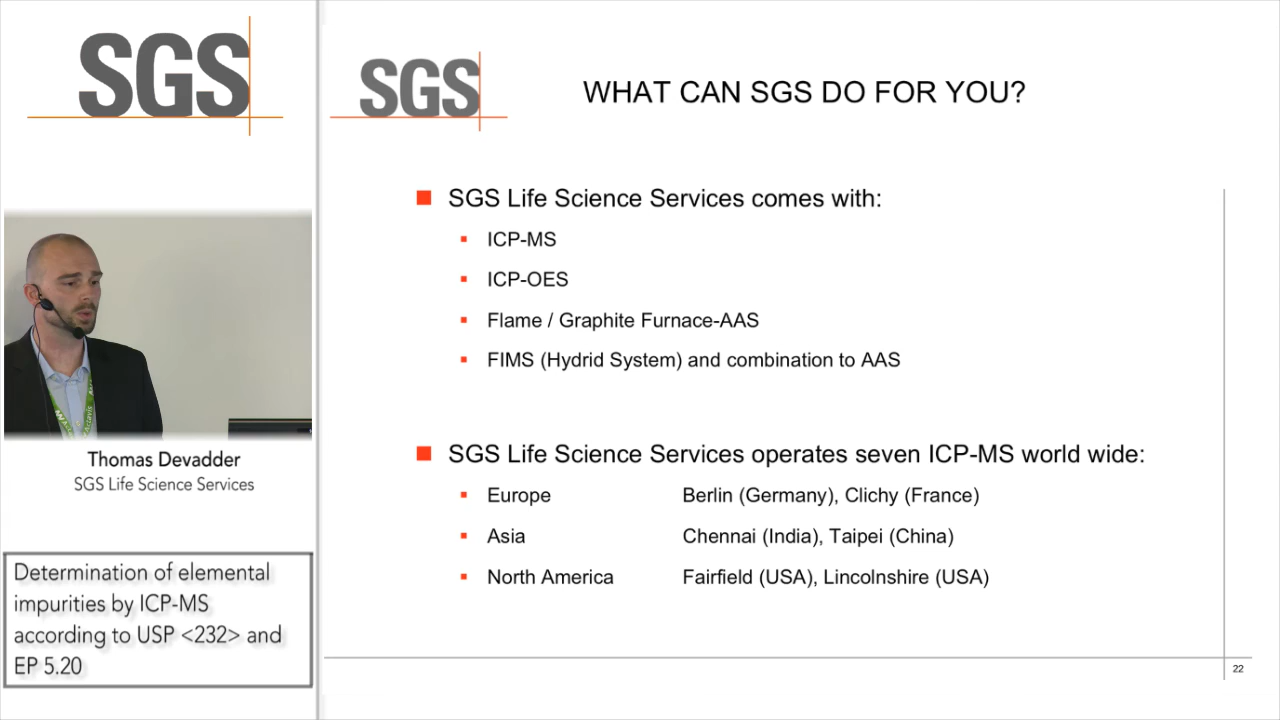 SGS
SGS
WHAT CAN SGS DO FOR YOU?
SGS Life Science Services comes with:
ICP-MS
ICP-OES
Flame / Graphite Furnace-AAS
FIMS (Hydrid System) and combination to AAS
SGS Life Science Services operates seven ICP-MS world wide:
Europe Berlin (Germany), Clichy (France)
Asia Chennai (India), Taipei (China)
North America Fairfield (USA), Lincolnshire (USA)
22
Thomas Devadder
SGS Life Science Services
Determination of elemental
impurities by ICP-MS
according to USP <232> and
EP 5.20